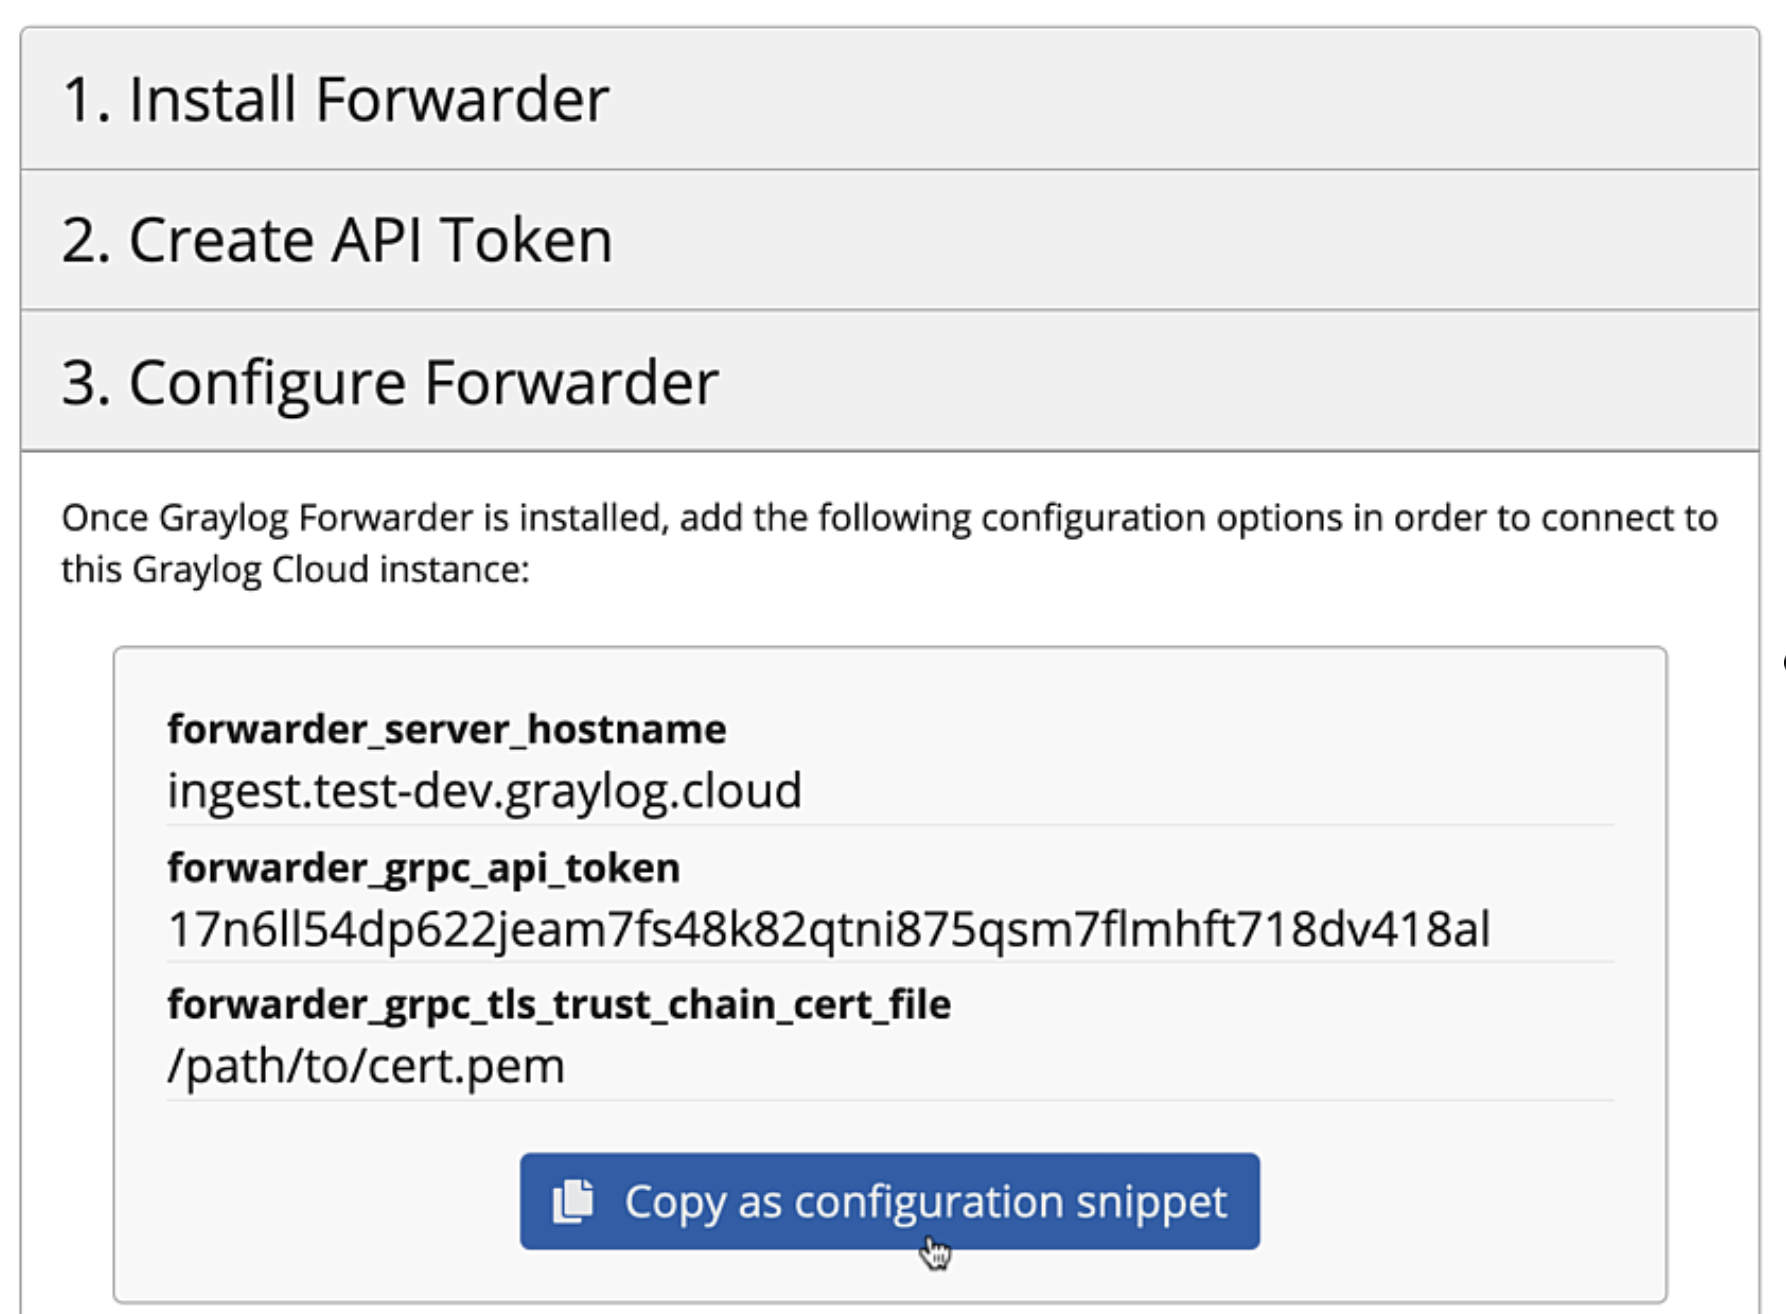 1. Install Forwarder
2. Create API Token
3. Configure Forwarder
Once Graylog Forwarder is installed, add the following configuration options in order to connect to
this Graylog Cloud instance:
forwarder_server_hostname
ingest.test-dev.graylog.cloud
forwarder_grpc_api_token
17n6ll54dp622jeam7fs48k82qtni875qsm7flmhft718dv418al
forwarder_grpc_tls_trust_chain_cert_file
/path/to/cert.pem
Copy as configuration snippet